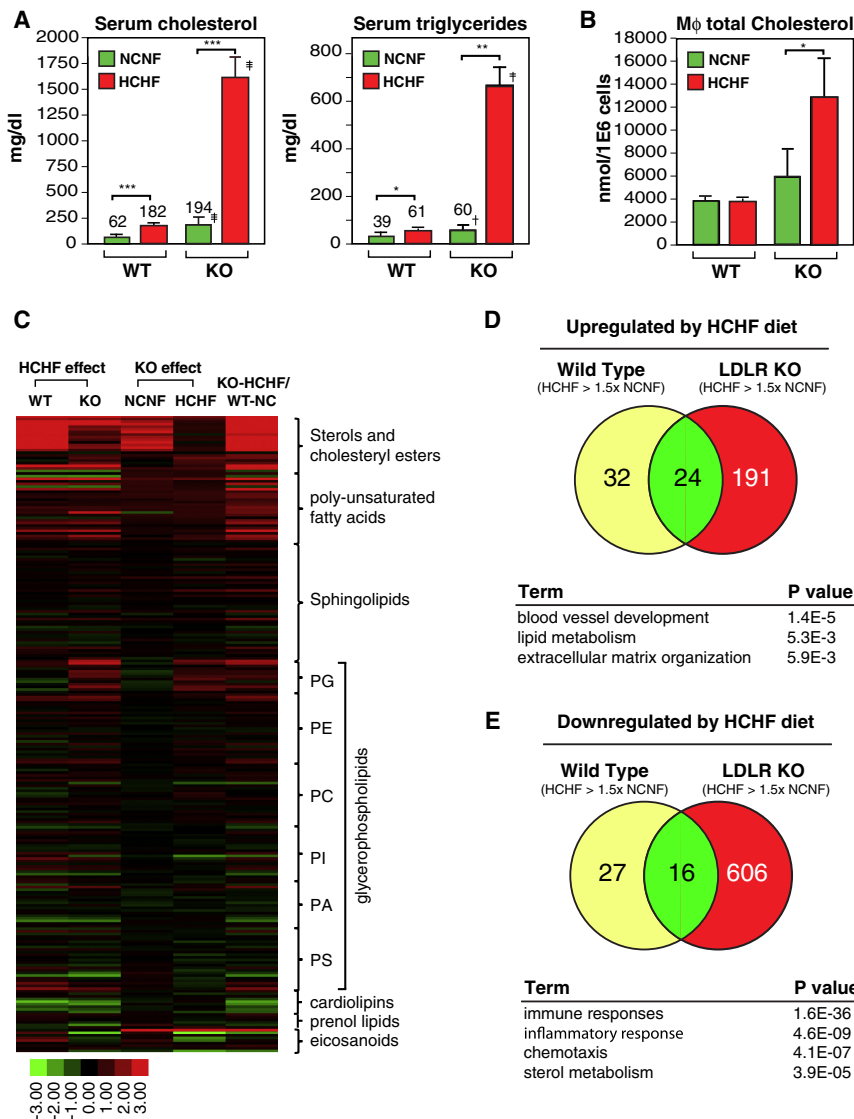 A
Serum cholesterol
2000
1750
1500
1250
1000
750
500
250
0
mg/dl
NCNF
HCHF
***
***
ǂ
ǂ
62
182
194
WT
KO
Serum triglycerides
800
600
400
200
0
mg/dl
NCNF
HCHF
*
**
†
ǂ
39
61
60
WT
KO
B
Mϕ total Cholesterol
18000
16000
14000
12000
10000
8000
6000
4000
2000
0
nmol/1E6 cells
NCNF
HCHF
*
WT
KO
C
HCHF effect
KO effect
KO-HCHF/
WT-NC
WT
KO
NCNF
HCHF
Sterols and
cholesteryl esters
poly-unsaturated
fatty acids
Sphingolipids
PG
PE
PC
PI
PA
PS
glycerophospholipids
cardiolipins
prenol lipids
eicosanoids
-3.00
-2.00
-1.00
0.00
1.00
2.00
3.00
D
Upregulated by HCHF diet
Wild Type
(HCHF > 1.5x NCNF)
LDLR KO
(HCHF > 1.5x NCNF)
32
24
191
Term P value
blood vessel development 1.4E-5
lipid metabolism 5.3E-3
extracellular matrix organization 5.9E-3
E
Downregulated by HCHF diet
Wild Type
(HCHF > 1.5x NCNF)
LDLR KO
(HCHF > 1.5x NCNF)
27
16
606
Term P value
immune responses 1.6E-36
inflammatory response 4.6E-09
chemotaxis 4.1E-07
sterol metabolism 3.9E-05